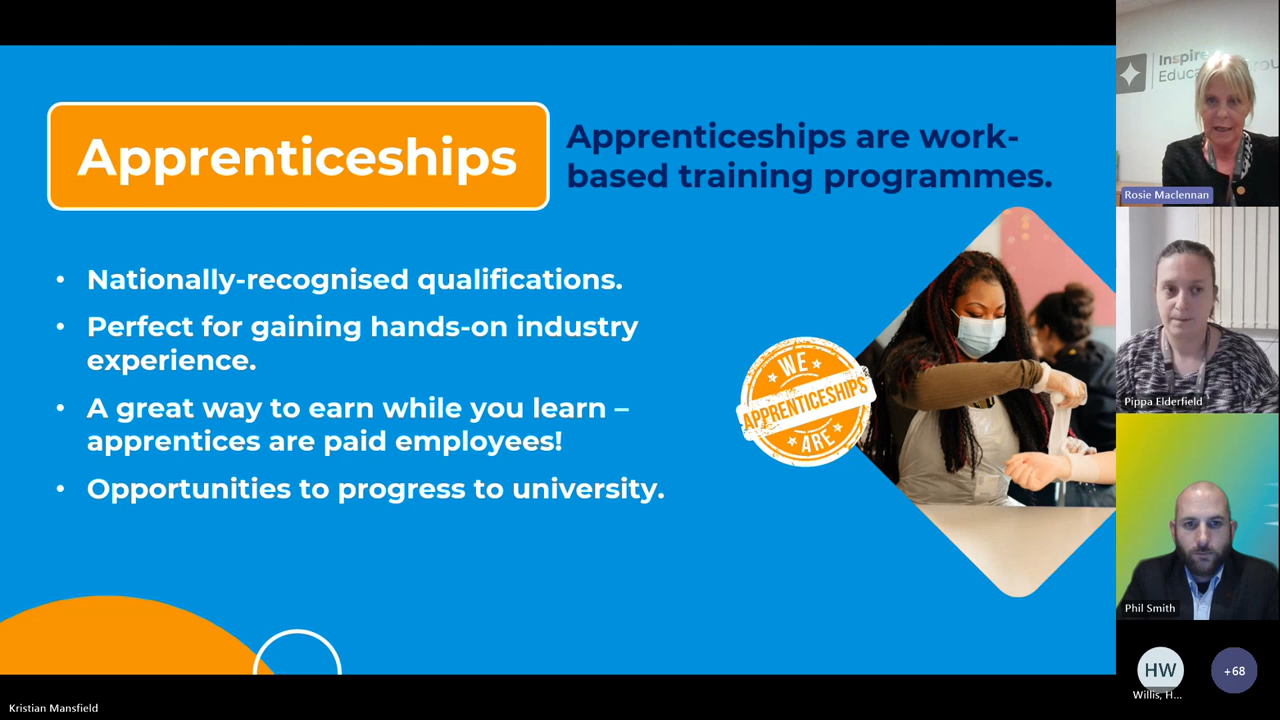 Apprenticeships
Apprenticeships are work-
based training programmes.
• Nationally-recognised qualifications.
• Perfect for gaining hands-on industry
experience.
• A great way to earn while you learn –
apprentices are paid employees!
• Opportunities to progress to university.
WE
APPRENTICESHIPS
ARE
Inspire
Rosie Maclennan
Pippa Elderfield
Phil Smith
HW
+68
Willis, H...
Kristian Mansfield